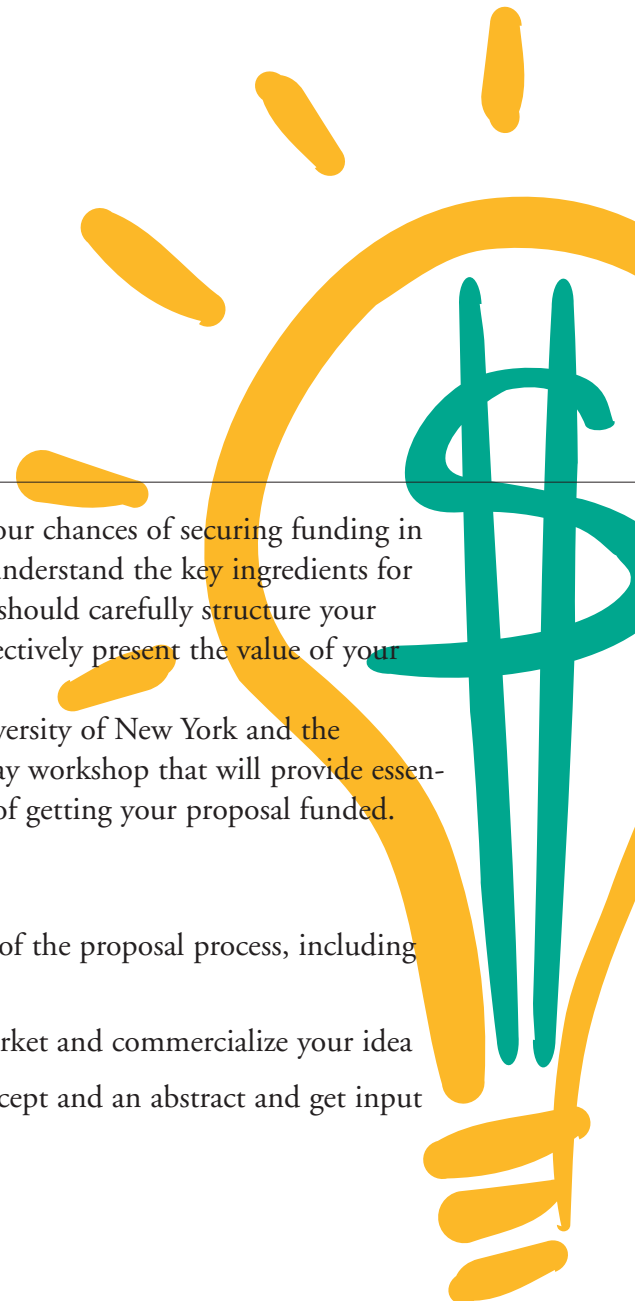 our chances of securing funding in
understand the key ingredients for
should carefully structure your
ectively present the value of your
versity of New York and the
ay workshop that will provide essen-
of getting your proposal funded.
of the proposal process, including
rket and commercialize your idea
cept and an abstract and get input